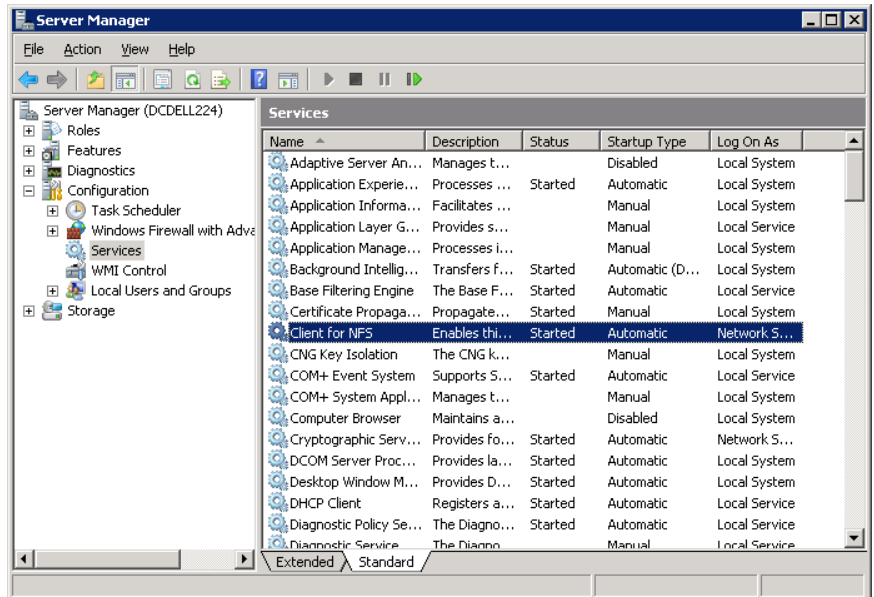 Server Manager
File Action View Help
Server Manager (DCDELL224)
Roles
Features
Diagnostics
Configuration
Task Scheduler
Windows Firewall with Adva
Services
WMI Control
Local Users and Groups
Storage
Services
Name Description Status Startup Type Log On As
Adaptive Server An... Manages t... Disabled Local System
Application Experie... Processes ... Started Automatic Local System
Application Informa... Facilitates ... Manual Local System
Application Layer G... Provides s... Manual Local Service
Application Manage... Processes i... Manual Local System
Background Intellig... Transfers f... Started Automatic (D... Local System
Base Filtering Engine The Base F... Started Automatic Local Service
Certificate Propaga... Propagate... Started Manual Local System
Client for NFS Enables thi... Started Automatic Network S...
CNG Key Isolation The CNG k... Manual Local System
COM+ Event System Supports S... Started Automatic Local Service
COM+ System Appl... Manages t... Manual Local System
Computer Browser Maintains a... Disabled Local System
Cryptographic Serv... Provides fo... Started Automatic Network S...
DCOM Server Proc... Provides la... Started Automatic Local System
Desktop Window M... Provides D... Started Automatic Local System
DHCP Client Registers a... Started Automatic Local Service
Diagnostic Policy Se... The Diagno... Started Automatic Local Service
Diagnostic Service The Diagno Manual Local Service
Extended Standard